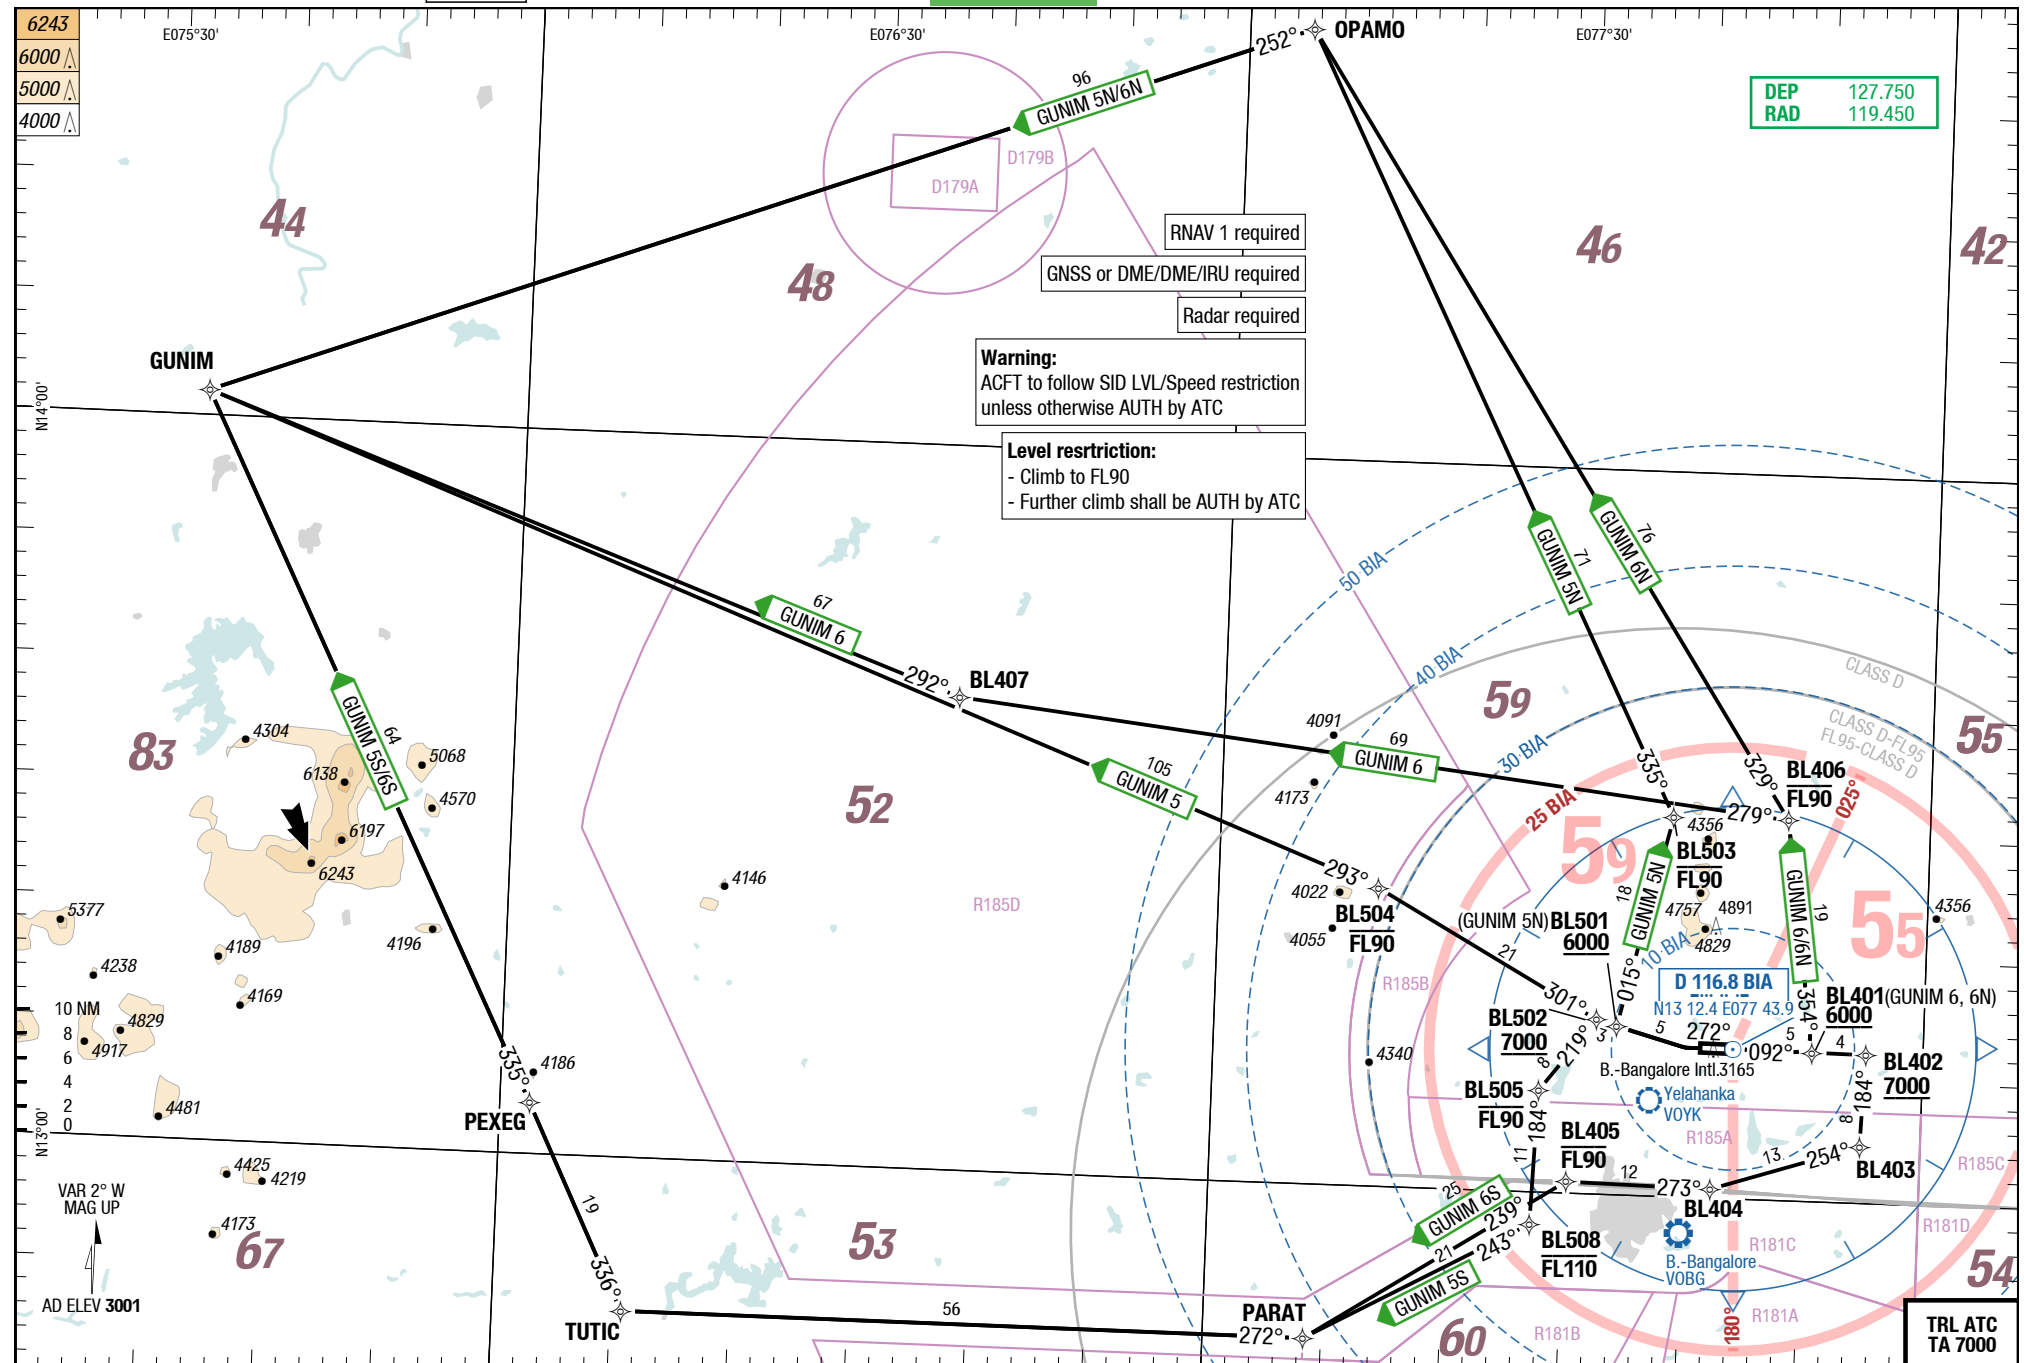 6243
6000
5000
4000
E075°30'
E076°30'
E077°30'
OPAMO
252°
96
GUNIM 5N/6N
DEP 127.750
RAD 119.450
D179B
D179A
44
48
46
42
RNAV 1 required
GNSS or DME/DME/IRU required
Radar required
Warning:
ACFT to follow SID LVL/Speed restriction
unless otherwise AUTH by ATC
Level resrtriction:
- Climb to FL90
- Further climb shall be AUTH by ATC
GUNIM
N14°00'
50 BIA
40 BIA
30 BIA
25 BIA
10 BIA
71
GUNIM 5N
76
GUNIM 6N
CLASS D
CLASS D-FL95
FL95-CLASS D
67
GUNIM 6
292°
BL407
59
55
69
GUNIM 6
105
GUNIM 5
64
GUNIM 5S/6S
83
52
4304
6138
5068
4570
6197
6243
5377
4189
4196
4238
4169
4829
4917
4481
4186
4146
4091
4173
4022
4055
4340
R185D
R185B
293°
BL504
FL90
335°
329°
BL406
FL90
279°
025°
4356
BL503
FL90
59
55
18
GUNIM 5N
19
GUNIM 6/6N
4757
4891
4829
4356
(GUNIM 5N) BL501
6000
21
301°
015°
D 116.8 BIA
N13 12.4 E077 43.9
354°
BL401 (GUNIM 6, 6N)
6000
BL502
7000
3
5
272°
092°
5
4
BL402
7000
B.-Bangalore Intl.3165
219°
8
BL505
FL90
184°
11
Yelahanka
VOYK
R185A
184°
8
BL403
R185C
254°
13
BL405
FL90
12
273°
BL404
10 NM
8
6
4
2
0
N13°00'
335°
PEXEG
4425
4219
4173
VAR 2° W
MAG UP
AD ELEV 3001
67
19
336°
TUTIC
53
56
272°
PARAT
25
GUNIM 6S
239°
21
243°
GUNIM 5S
BL508
FL110
60
B.-Bangalore
VOBG
R181C
R181D
R181B
R181A
180°
54
TRL ATC
TA 7000